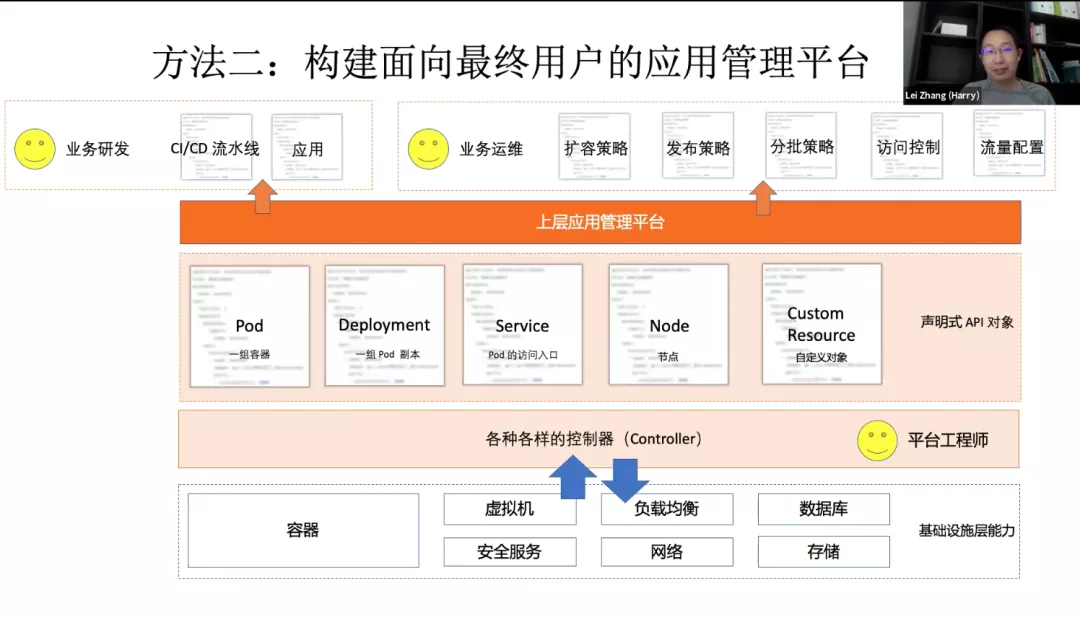 方法二：构建面向最终用户的应用管理平台
Lei Zhang (Harry)
业务研发
CI/CD 流水线
应用
业务运维
扩容策略
发布策略
分批策略
访问控制
流量配置
上层应用管理平台
Pod
一组容器
Deployment
一组 Pod 副本
Service
Pod 的访问入口
Node
节点
Custom
Resource
自定义对象
声明式 API 对象
各种各样的控制器（Controller）
平台工程师
容器
虚拟机
负载均衡
数据库
安全服务
网络
存储
基础设施层能力